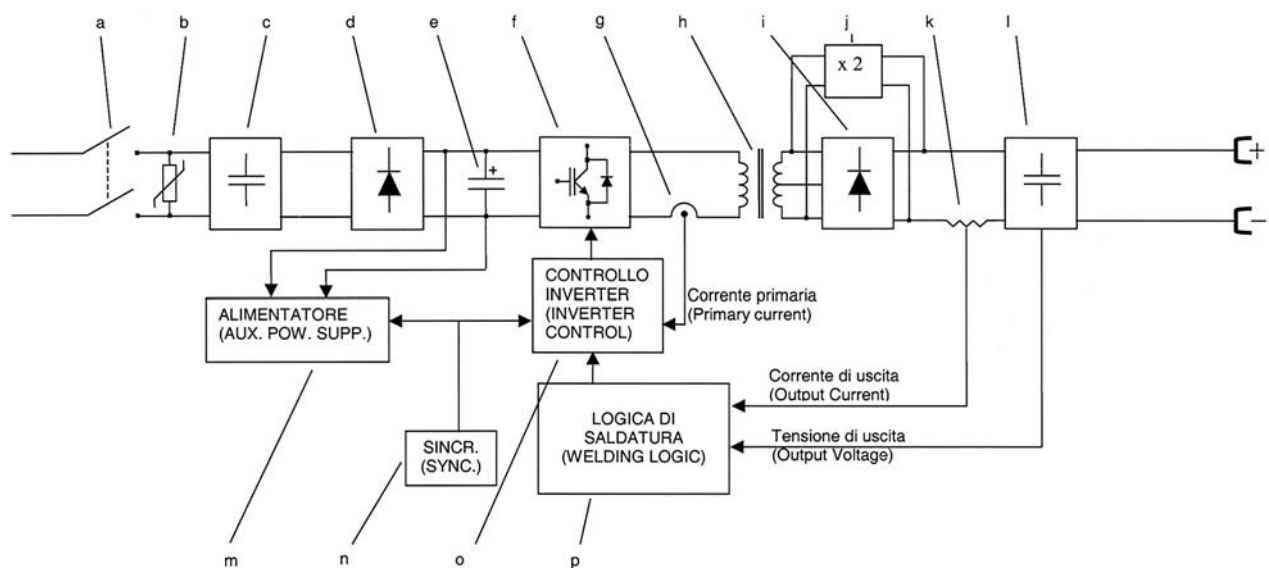 a b c d e f g h i j k l
x 2
+
+
−
CONTROLLO
INVERTER
(INVERTER
CONTROL)
Corrente primaria
(Primary current)
ALIMENTATORE
(AUX. POW. SUPP.)
Corrente di uscita
(Output Current)
LOGICA DI
SALDATURA
(WELDING LOGIC)
SINCR.
(SYNC.)
Tensione di uscita
(Output Voltage)
m n o p